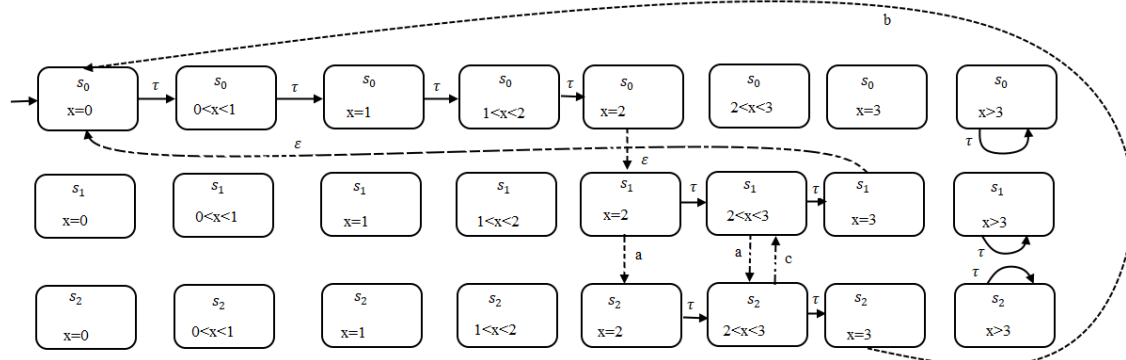 b
s₀ s₀ s₀ s₀ s₀ s₀ s₀ s₀
x=0 τ 0<x<1 τ x=1 τ 1<x<2 τ x=2 2<x<3 x=3 x>3
τ
ε ε
s₁ s₁ s₁ s₁ s₁ s₁ s₁ s₁
x=0 0<x<1 x=1 1<x<2 x=2 τ 2<x<3 τ x=3 x>3
a a c τ
τ
s₂ s₂ s₂ s₂ s₂ s₂ s₂ s₂
x=0 0<x<1 x=1 1<x<2 x=2 τ 2<x<3 τ x=3 x>3